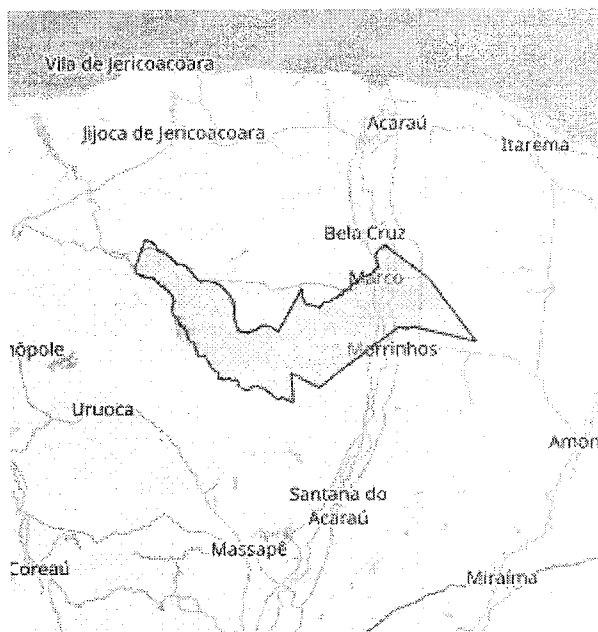 Vila de Jericoacoara
Jijoca de Jericoacoara
Acaraú
Itarema
Bela Cruz
Marco
nópole
Morrinhos
Uruoca
Amon
Santana do
Acaraú
Massapê
Coreaú
Miraíma